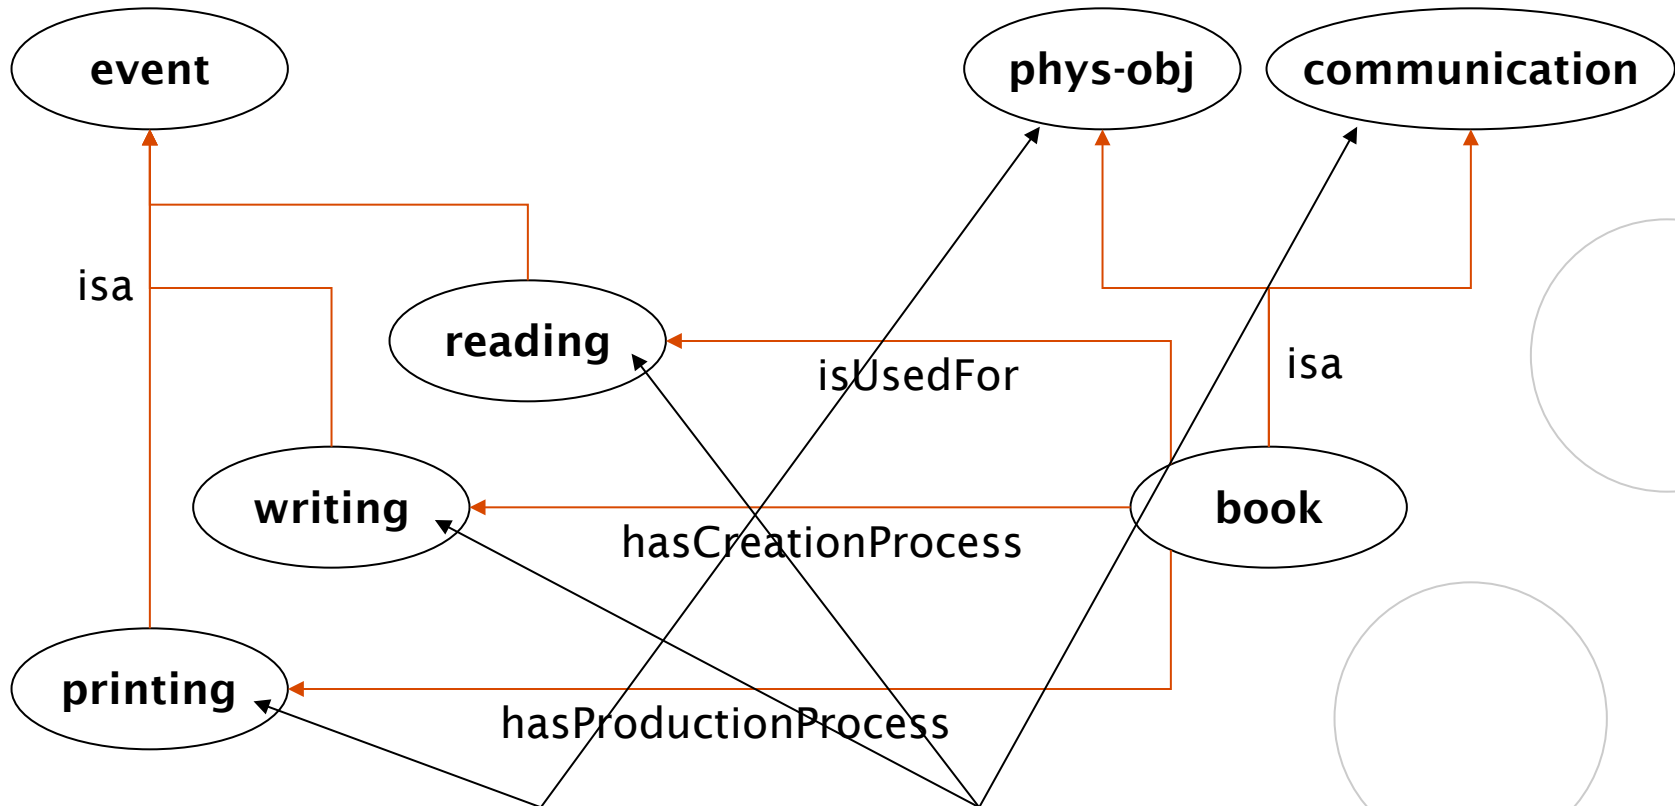 event
phys-obj
communication
isa
reading
isUsedFor
isa
writing
book
hasCreationProcess
printing
hasProductionProcess